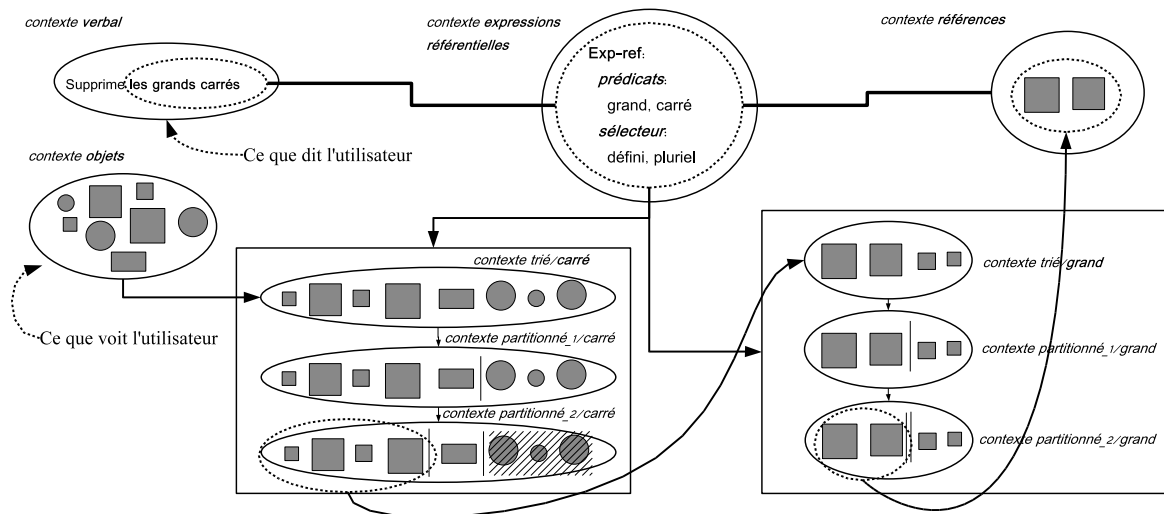 contexte verbal
contexte expressions
référentielles
contexte références
Supprime les grands carrés
Exp-ref:
prédicats:
grand, carré
sélecteur:
défini, pluriel
Ce que dit l'utilisateur
contexte objets
contexte trié/carré
contexte trié/grand
Ce que voit l'utilisateur
contexte partitionné_1/carré
contexte partitionné_1/grand
contexte partitionné_2/carré
contexte partitionné_2/grand